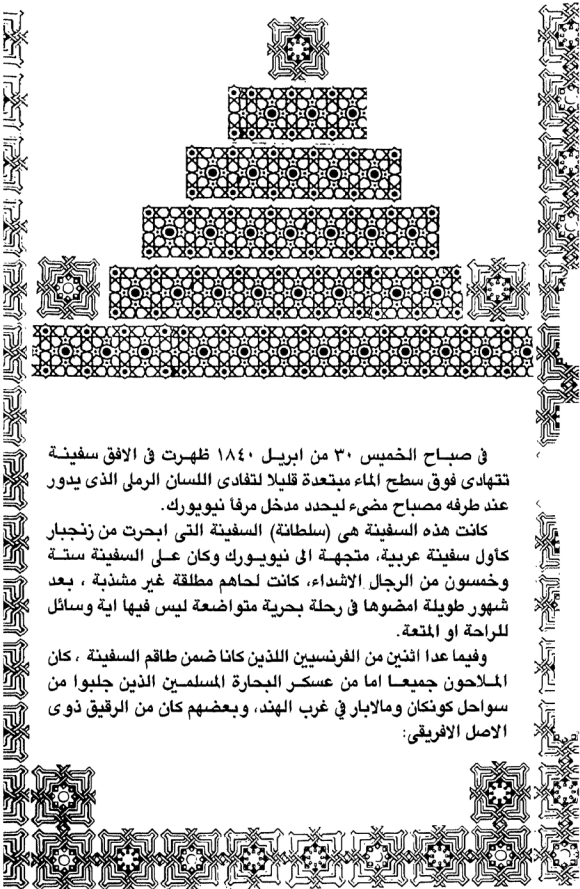 فى صباح الخميس ٣٠ من ابريل ١٨٤٠ ظهرت فى الافق سفينة
تتهادى فوق سطح الماء مبتعدة قليلا لتفادى اللسان الرملى الذى يدور
عند طرفه مصباح مضىء ليحدد مدخل مرفأ نيويورك.
كانت هذه السفينة هى (سلطانة) السفينة التى ابحرت من زنجبار
كأول سفينة عربية، متجهة الى نيويورك وكان على السفينة ستة
وخمسون من الرجال الاشداء، كانت لحاهم مطلقة غير مشذبة ، بعد
شهور طويلة امضوها فى رحلة بحرية متواضعة ليس فيها اية وسائل
للراحة او المتعة.
وفيما عدا اثنين من الفرنسيين اللذين كانا ضمن طاقم السفينة ، كان
الملاحون جميعا اما من عسكر البحارة المسلمين الذين جلبوا من
سواحل كونكان ومالابار في غرب الهند، وبعضهم كان من الرقيق ذوى
الاصل الافريقى: